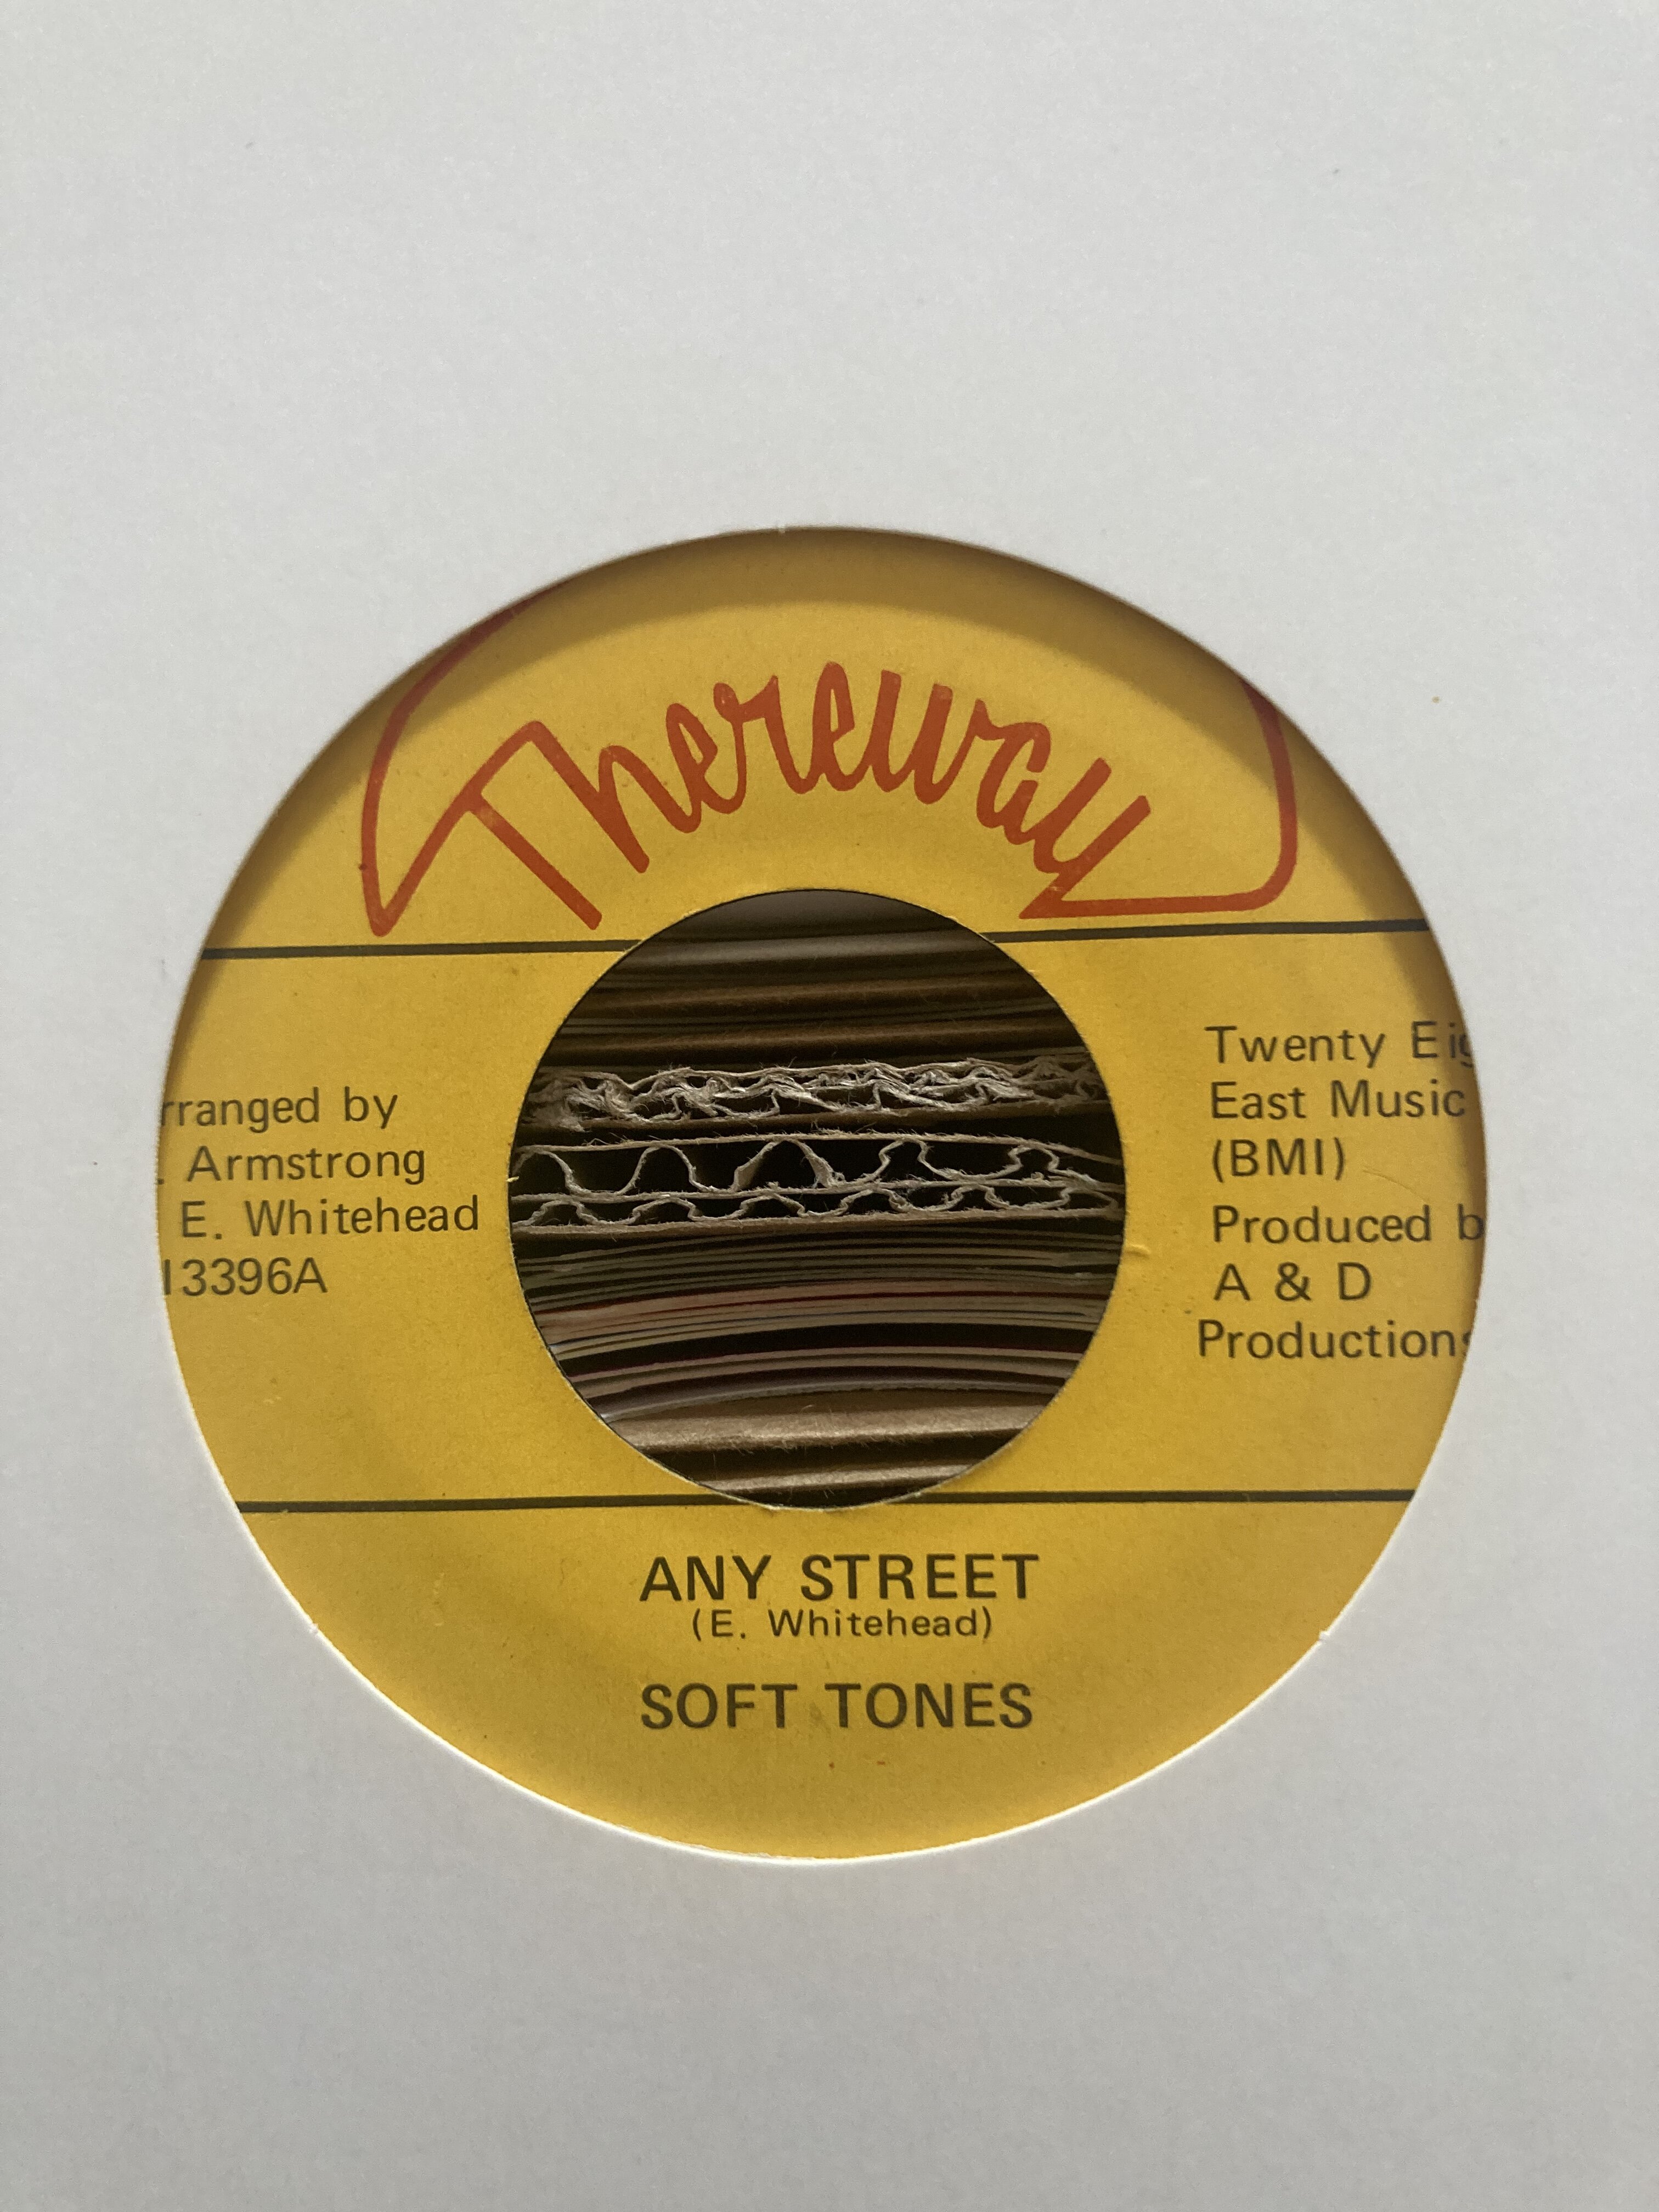 Thereway
rranged by
. Armstrong
E. Whitehead
13396A
Twenty Eig
East Music
(BMI)
Produced b
A & D
Production
ANY STREET
(E. Whitehead)
SOFT TONES